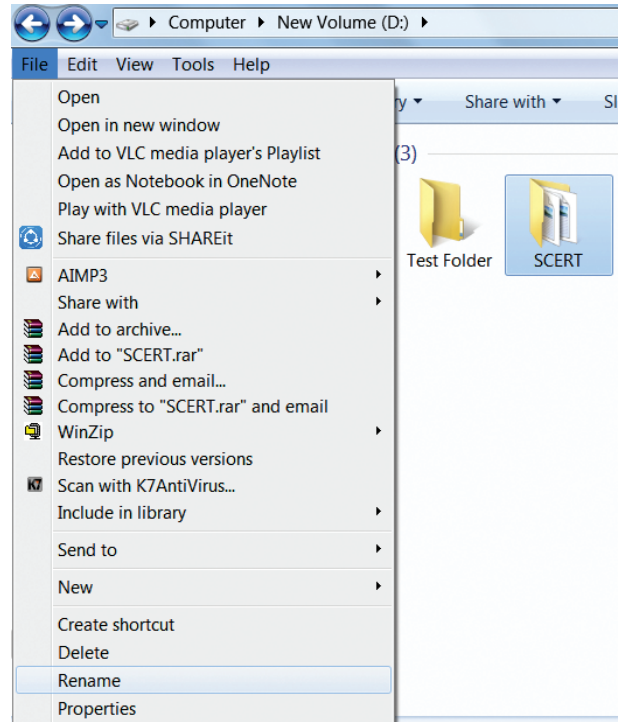 Computer New Volume (D:)
File Edit View Tools Help
Share with
Open
Open in new window
Add to VLC media player's Playlist
Open as Notebook in OneNote
Play with VLC media player
Share files via SHAREit
AIMP3
Share with
Add to archive...
Add to "SCERT.rar"
Compress and email...
Compress to "SCERT.rar" and email
WinZip
Restore previous versions
K7 Scan with K7AntiVirus...
Include in library
Send to
New
Create shortcut
Delete
Rename
Properties
(3)
Test Folder SCERT